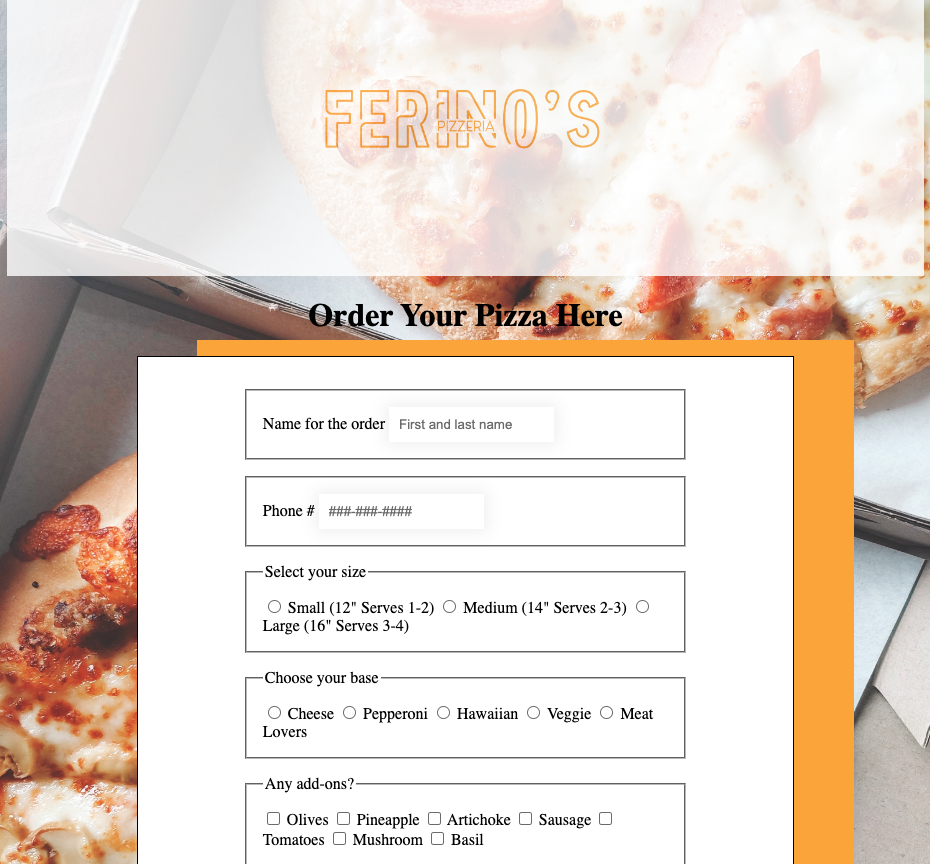 FERINO'S
PIZZERIA
Order Your Pizza Here
Name for the order First and last name
Phone # ###-###-####
Select your size
Small (12" Serves 1-2) Medium (14" Serves 2-3)
Large (16" Serves 3-4)
Choose your base
Cheese Pepperoni Hawaiian Veggie Meat
Lovers
Any add-ons?
Olives Pineapple Artichoke Sausage
Tomatoes Mushroom Basil